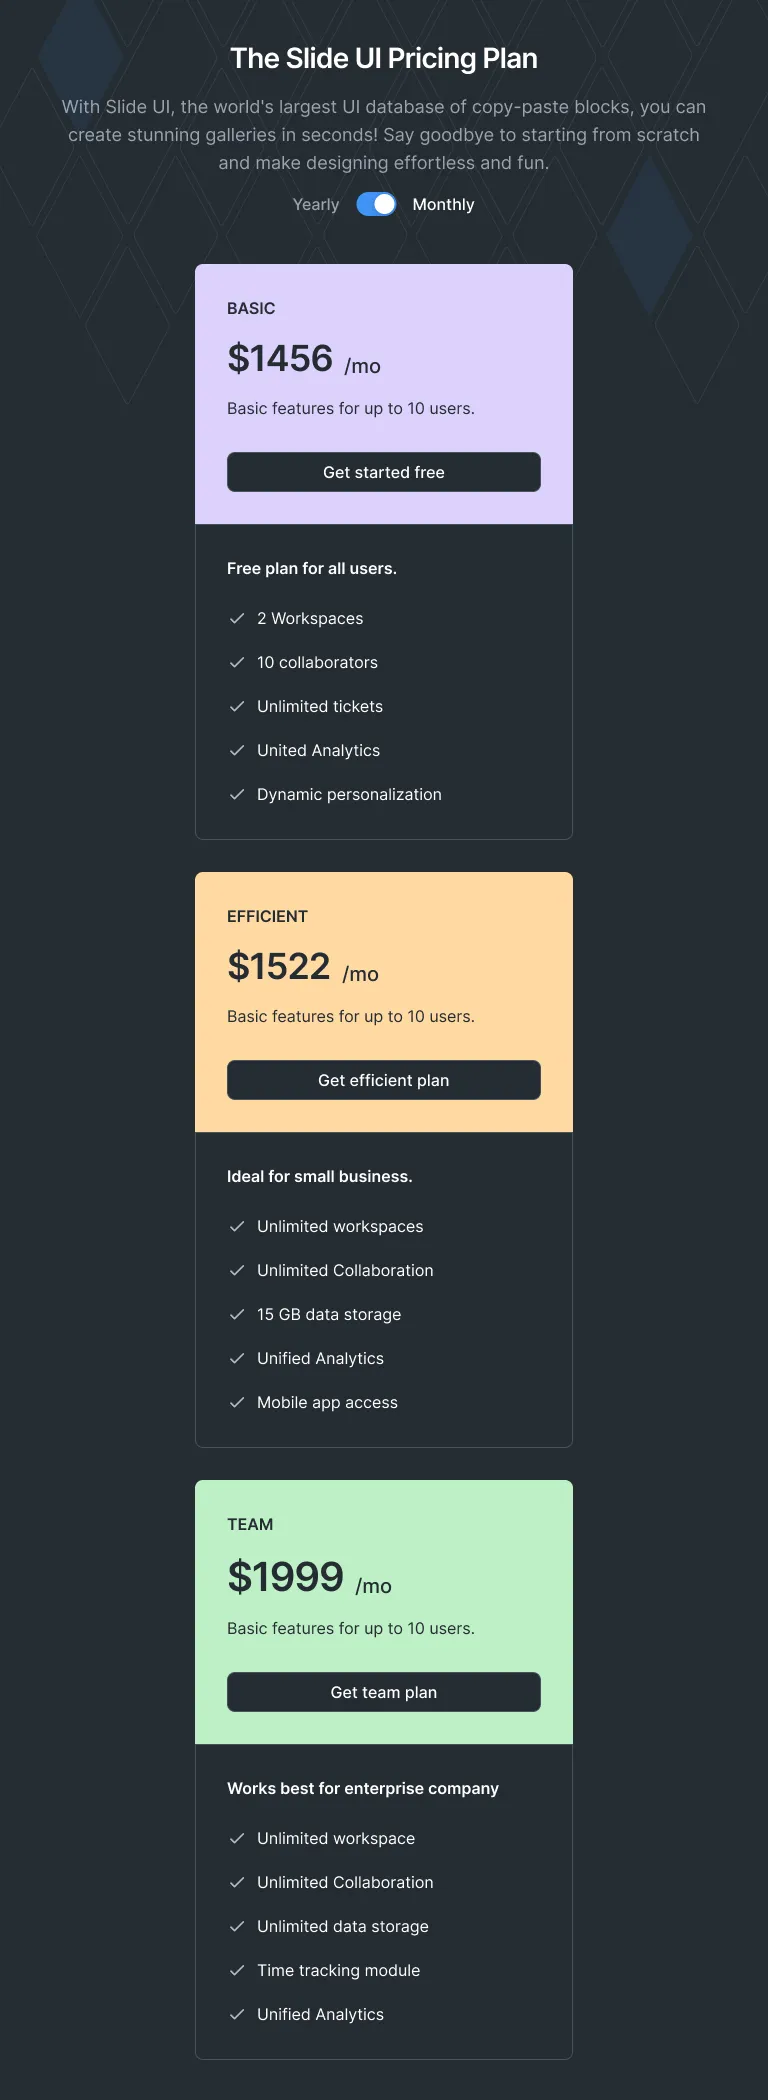 The Slide UI Pricing Plan
With Slide UI, the world's largest UI database of copy-paste blocks, you can
create stunning galleries in seconds! Say goodbye to starting from scratch
and make designing effortless and fun.
Yearly Monthly
BASIC
$1456 /mo
Basic features for up to 10 users.
Get started free
Free plan for all users.
2 Workspaces
10 collaborators
Unlimited tickets
United Analytics
Dynamic personalization
EFFICIENT
$1522 /mo
Basic features for up to 10 users.
Get efficient plan
Ideal for small business.
Unlimited workspaces
Unlimited Collaboration
15 GB data storage
Unified Analytics
Mobile app access
TEAM
$1999 /mo
Basic features for up to 10 users.
Get team plan
Works best for enterprise company
Unlimited workspace
Unlimited Collaboration
Unlimited data storage
Time tracking module
Unified Analytics